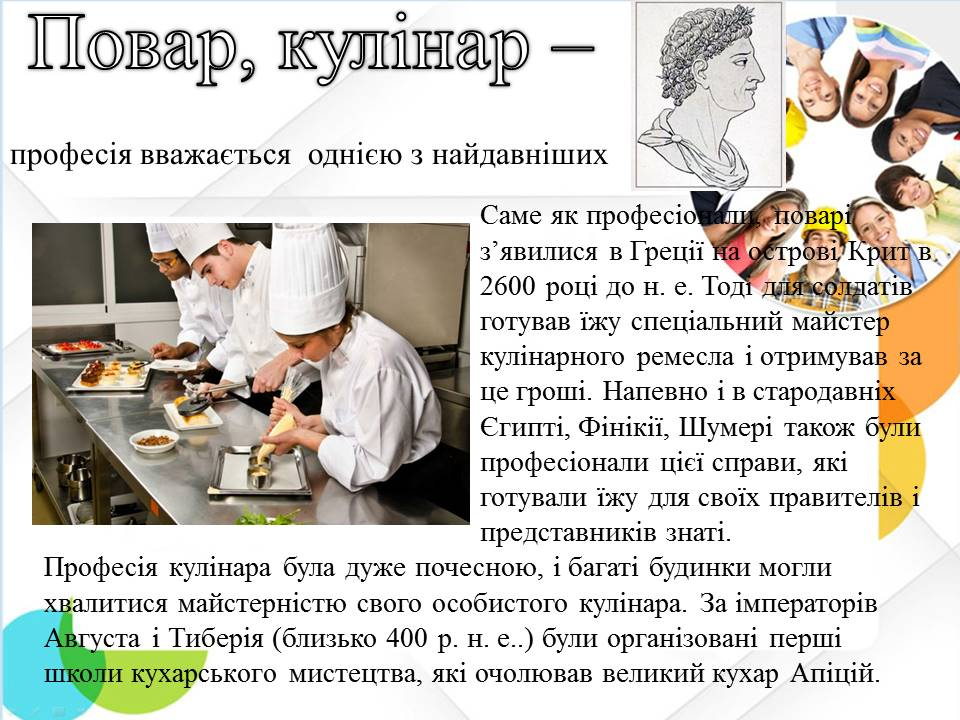 Повар, кулінар –
професія вважається однією з найдавніших
Саме як професіонали, поварі
з’явилися в Греції на острові Крит в
2600 році до н. е. Тоді для солдатів
готував їжу спеціальний майстер
кулінарного ремесла і отримував за
це гроші. Напевно і в стародавніх
Єгипті, Фінікії, Шумері також були
професіонали цієї справи, які
готували їжу для своїх правителів і
представників знаті.
Професія кулінара була дуже почесною, і багаті будинки могли
хвалитися майстерністю свого особистого кулінара. За імператорів
Августа і Тиберія (близько 400 р. н. е..) були організовані перші
школи кухарського мистецтва, які очолював великий кухар Апіцій.